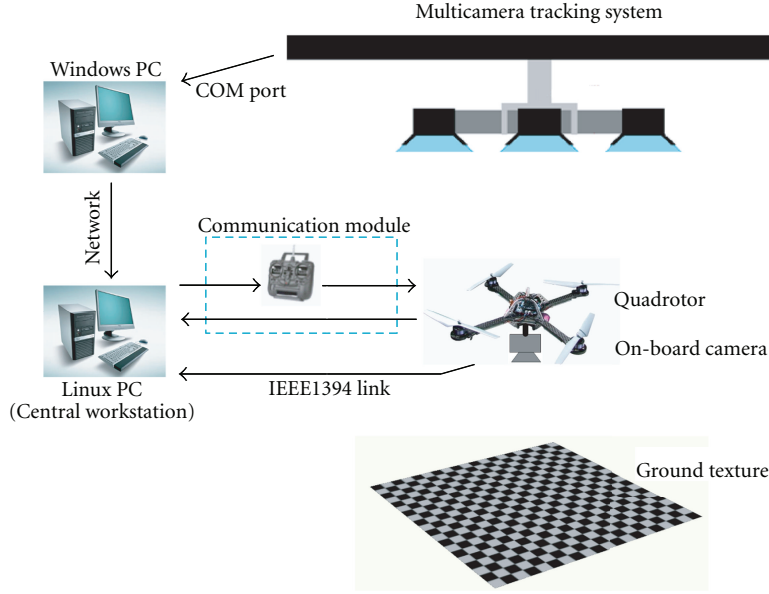 Multicamera tracking system
Windows PC
COM port
Network
Communication module
Quadrotor
On-board camera
Linux PC
(Central workstation)
IEEE1394 link
Ground texture